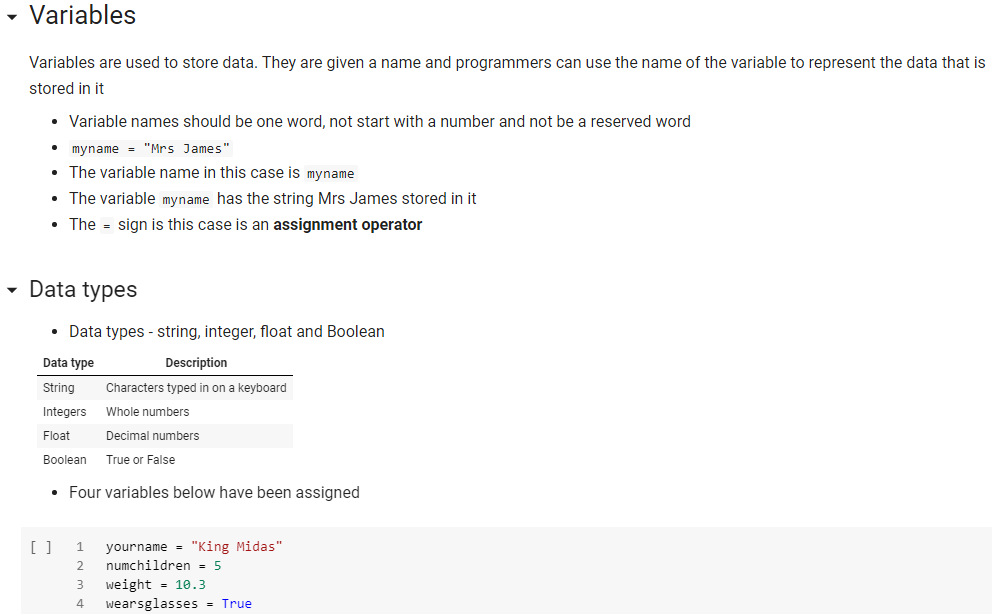 Variables
Variables are used to store data. They are given a name and programmers can use the name of the variable to represent the data that is
stored in it
• Variable names should be one word, not start with a number and not be a reserved word
• myname = "Mrs James"
• The variable name in this case is myname
• The variable myname has the string Mrs James stored in it
• The = sign is this case is an assignment operator
Data types
• Data types - string, integer, float and Boolean
Data type Description
String Characters typed in on a keyboard
Integers Whole numbers
Float Decimal numbers
Boolean True or False
• Four variables below have been assigned
[ ] 1 yourname = "King Midas"
2 numchildren = 5
3 weight = 10.3
4 wearsglasses = True